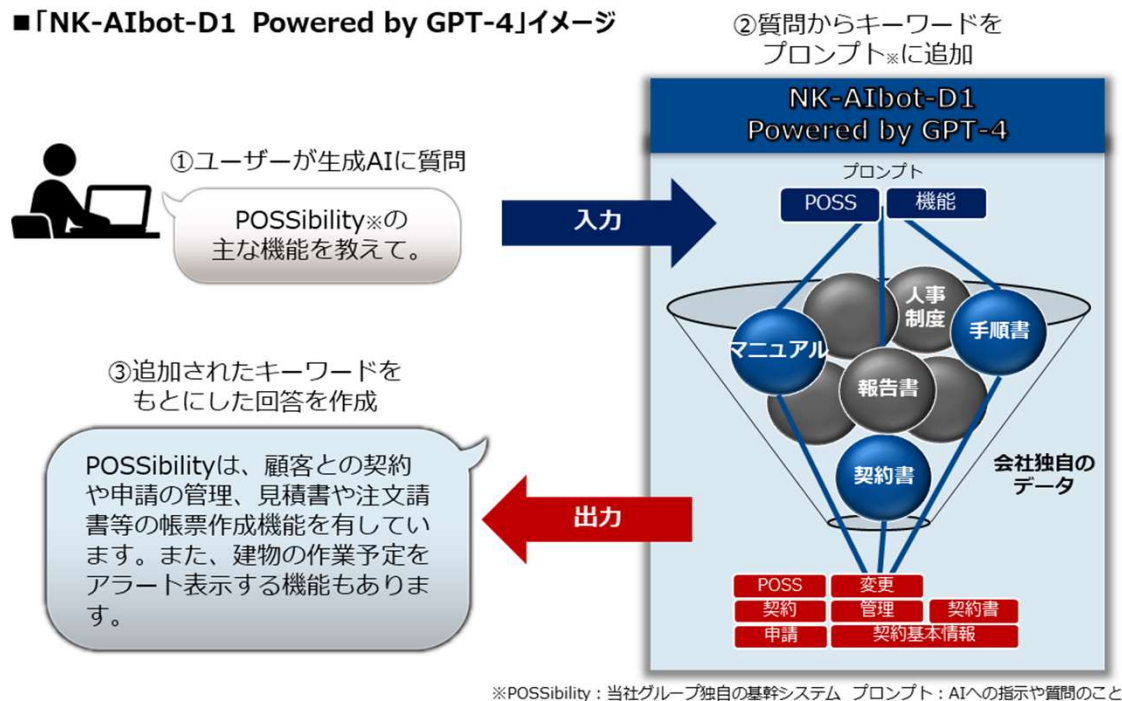 ■「NK-AIbot-D1 Powered by GPT-4」イメージ
①ユーザーが生成AIに質問
POSSibility※の
主な機能を教えて。
入力
②質問からキーワードを
プロンプト※に追加
NK-AIbot-D1
Powered by GPT-4
プロンプト
POSS
機能
人事
制度
手順書
マニュアル
報告書
契約書
会社独自の
データ
POSS
変更
契約
管理
契約書
申請
契約基本情報
出力
③追加されたキーワードを
もとにした回答を作成
POSSibilityは、顧客との契約
や申請の管理、見積書や注文請
書等の帳票作成機能を有してい
ます。また、建物の作業予定を
アラート表示する機能もありま
す。
※POSSibility：当社グループ独自の基幹システム プロンプト：AIへの指示や質問のこと